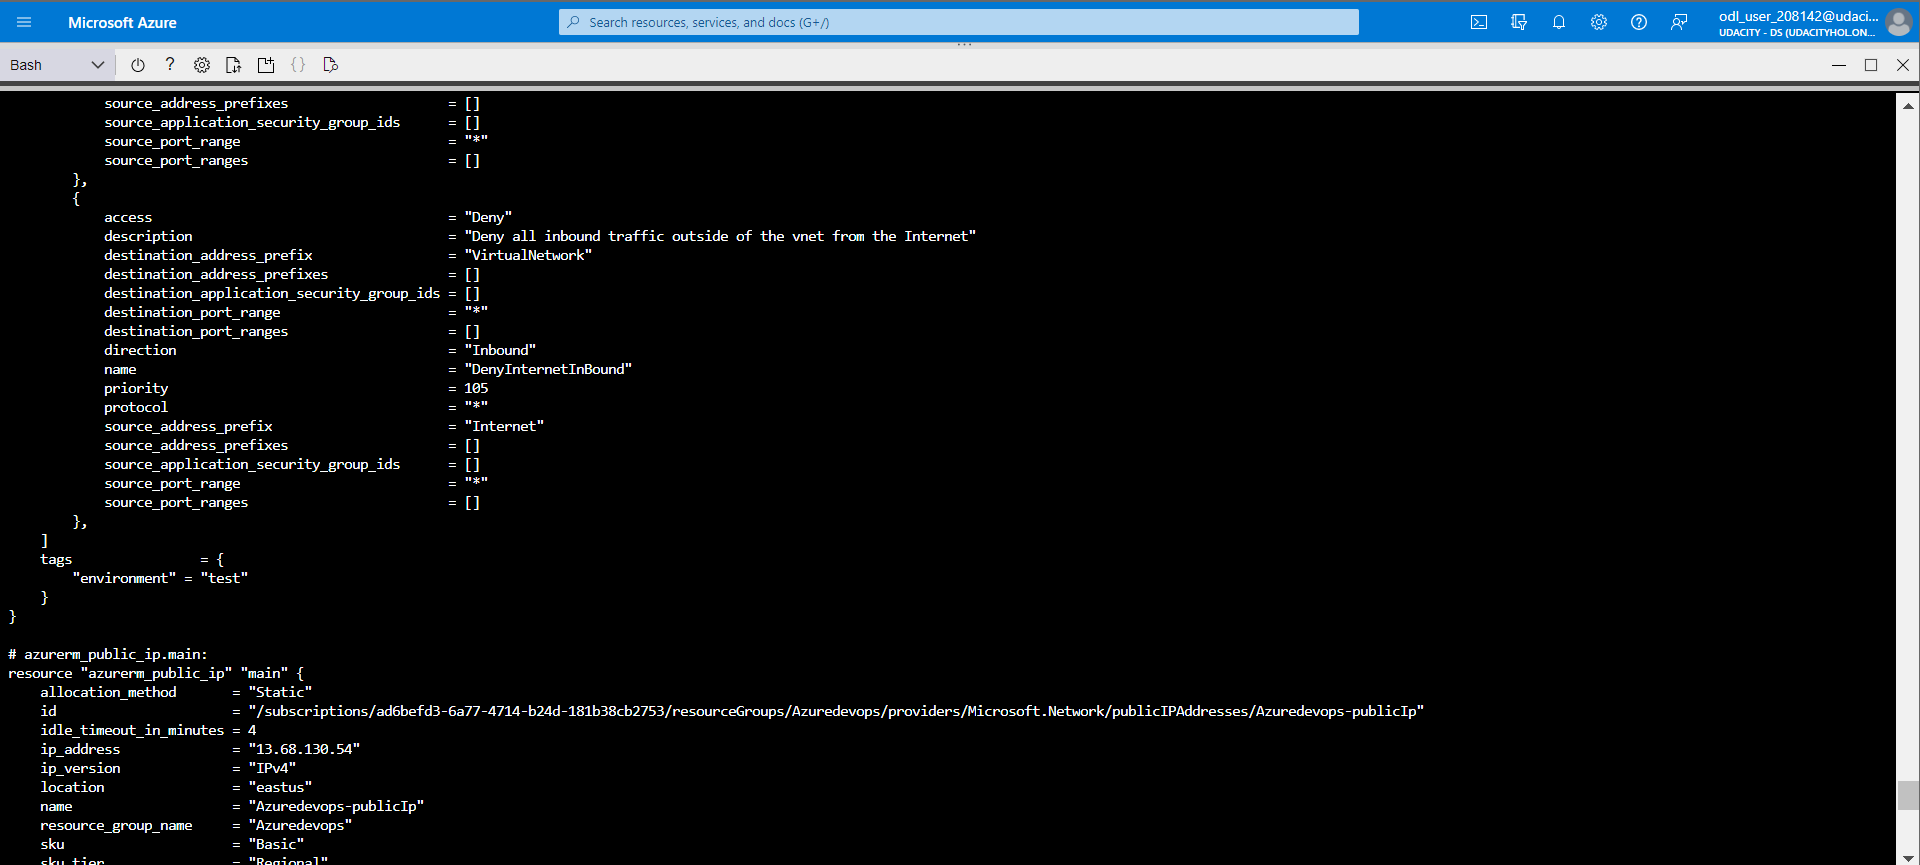 Microsoft Azure
Search resources, services, and docs (G+/)
odl_user_208142@udaci...
UDACITY - DS (UDACITYHOL.ON...
Bash
source_address_prefixes = []
source_application_security_group_ids = []
source_port_range = "*"
source_port_ranges = []
},
{
access = "Deny"
description = "Deny all inbound traffic outside of the vnet from the Internet"
destination_address_prefix = "VirtualNetwork"
destination_address_prefixes = []
destination_application_security_group_ids = []
destination_port_range = "*"
destination_port_ranges = []
direction = "Inbound"
name = "DenyInternetInBound"
priority = 105
protocol = "*"
source_address_prefix = "Internet"
source_address_prefixes = []
source_application_security_group_ids = []
source_port_range = "*"
source_port_ranges = []
},
]
tags = {
"environment" = "test"
}
}
# azurerm_public_ip.main:
resource "azurerm_public_ip" "main" {
allocation_method = "Static"
id = "/subscriptions/ad6befd3-6a77-4714-b24d-181b38cb2753/resourceGroups/Azuredevops/providers/Microsoft.Network/publicIPAddresses/Azuredevops-publicIp"
idle_timeout_in_minutes = 4
ip_address = "13.68.130.54"
ip_version = "IPv4"
location = "eastus"
name = "Azuredevops-publicIp"
resource_group_name = "Azuredevops"
sku = "Basic"
sku_tier = "Regional"